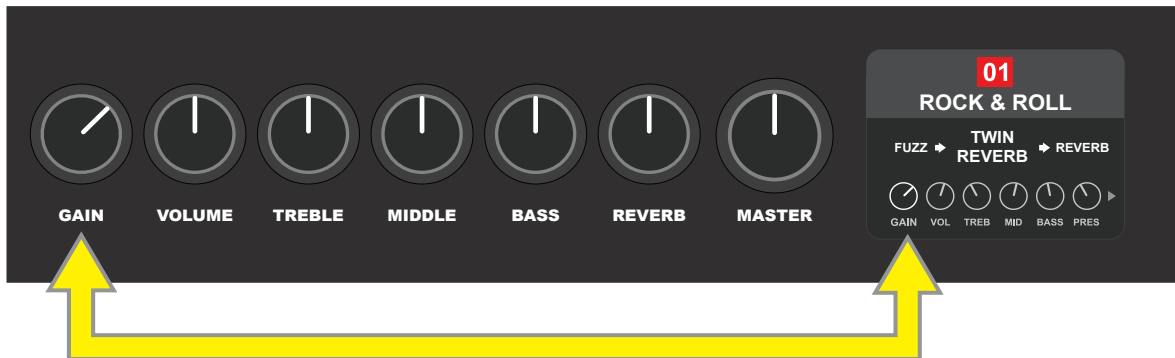 01
ROCK & ROLL
FUZZ TWIN REVERB REVERB
GAIN VOL TREB MID BASS PRES
GAIN VOLUME TREBLE MIDDLE BASS REVERB MASTER